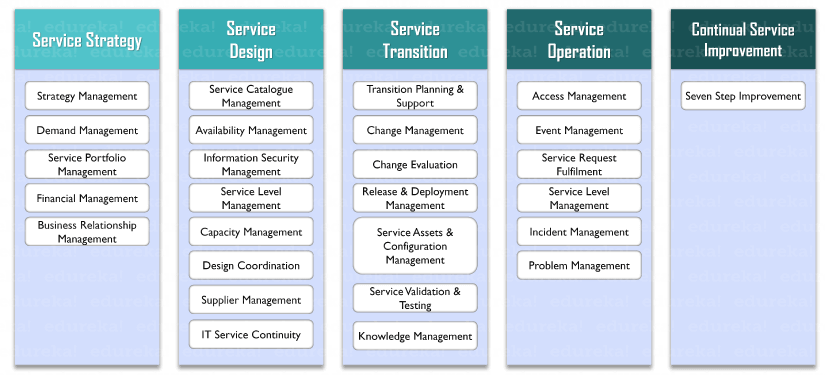 Service Strategy
Strategy Management
Demand Management
Service Portfolio
Management
Financial Management
Business Relationship
Management
Service
Design
Service Catalogue
Management
Availability Management
Information Security
Management
Service Level
Management
Capacity Management
Design Coordination
Supplier Management
IT Service Continuity
Service
Transition
Transition Planning &
Support
Change Management
Change Evaluation
Release & Deployment
Management
Service Assets &
Configuration
Management
Service Validation &
Testing
Knowledge Management
Service
Operation
Access Management
Event Management
Service Request
Fulfilment
Service Level
Management
Incident Management
Problem Management
Continual Service
Improvement
Seven Step Improvement